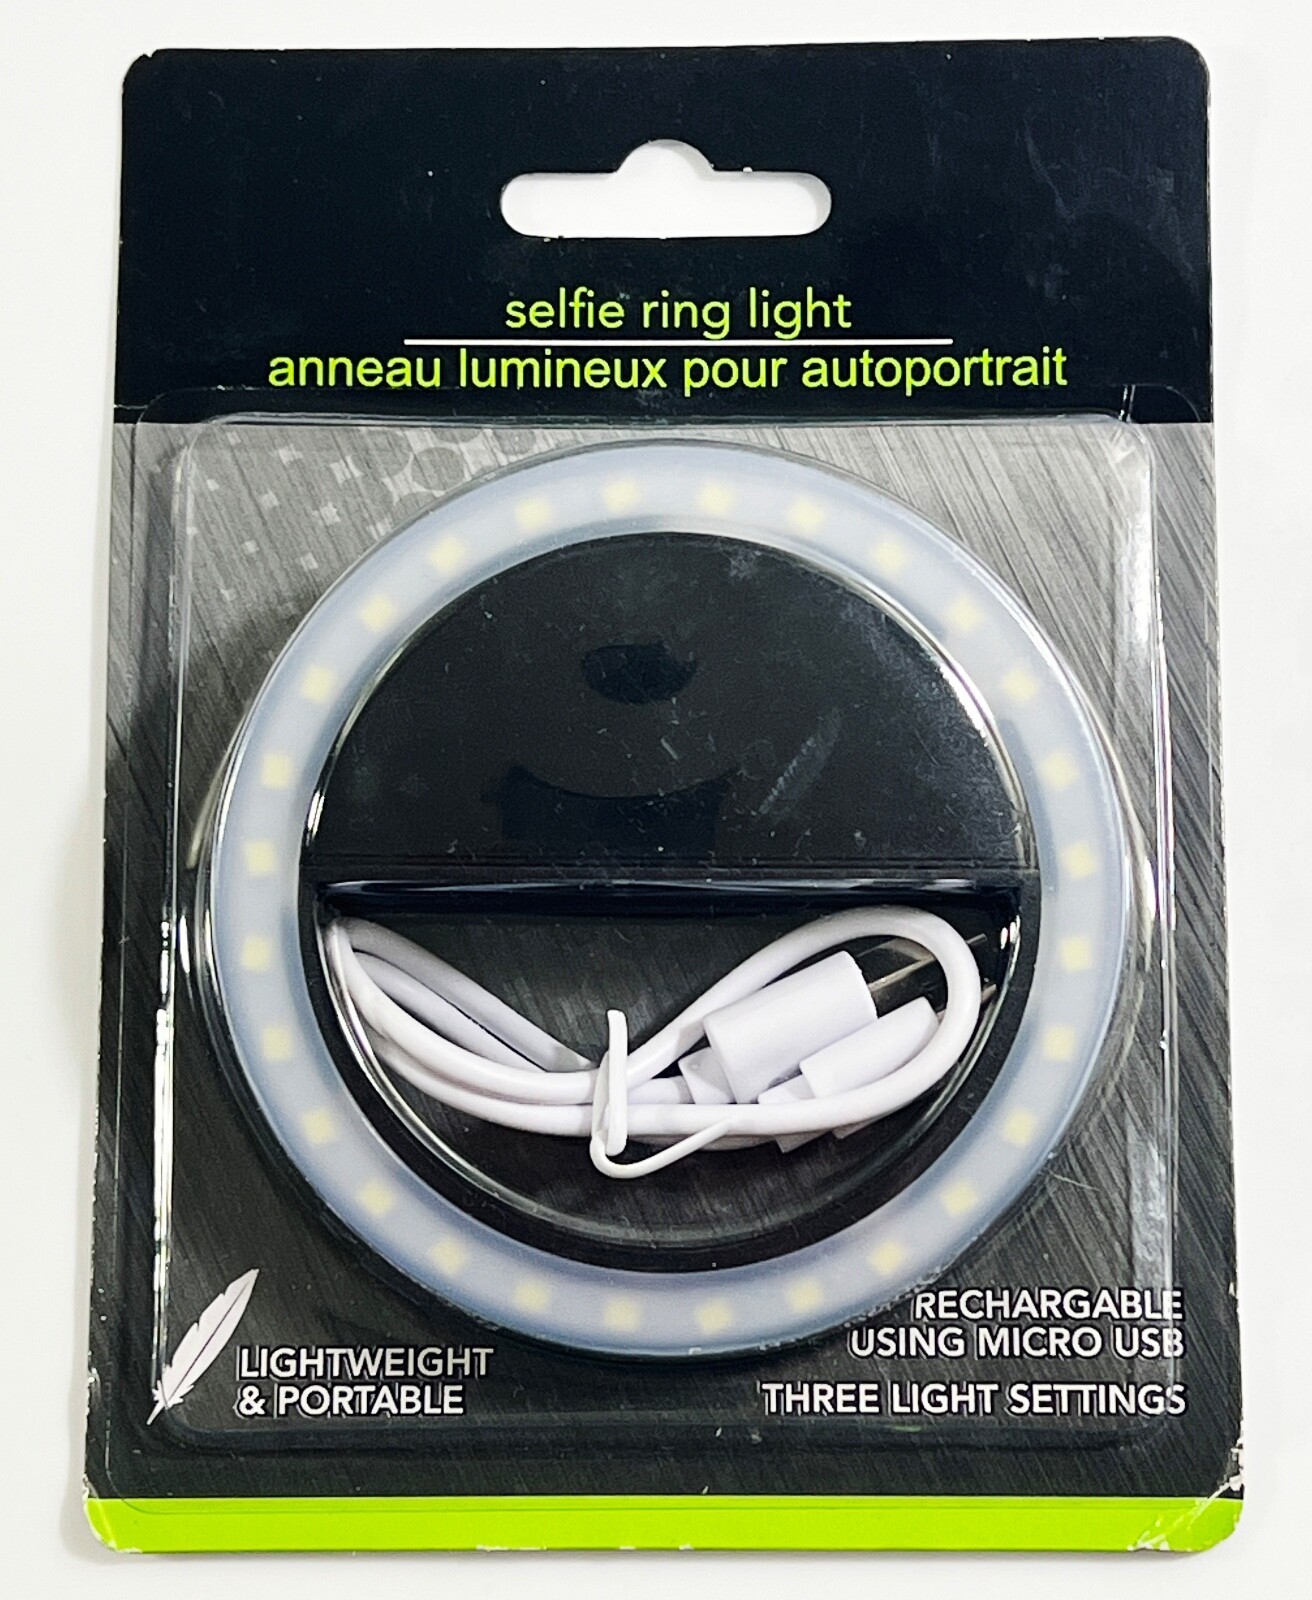 selfie ring light
anneau lumineux pour autoportrait
LIGHTWEIGHT
& PORTABLE
RECHARGABLE
USING MICRO USB
THREE LIGHT SETTINGS